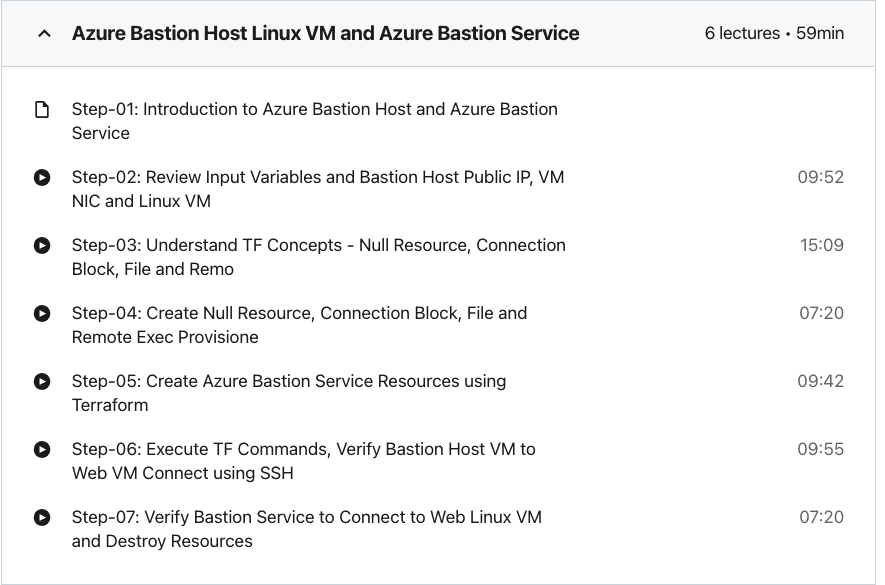 Azure Bastion Host Linux VM and Azure Bastion Service
6 lectures • 59min
Step-01: Introduction to Azure Bastion Host and Azure Bastion
Service
Step-02: Review Input Variables and Bastion Host Public IP, VM
NIC and Linux VM
09:52
Step-03: Understand TF Concepts - Null Resource, Connection
Block, File and Remo
15:09
Step-04: Create Null Resource, Connection Block, File and
Remote Exec Provisione
07:20
Step-05: Create Azure Bastion Service Resources using
Terraform
09:42
Step-06: Execute TF Commands, Verify Bastion Host VM to
Web VM Connect using SSH
09:55
Step-07: Verify Bastion Service to Connect to Web Linux VM
and Destroy Resources
07:20